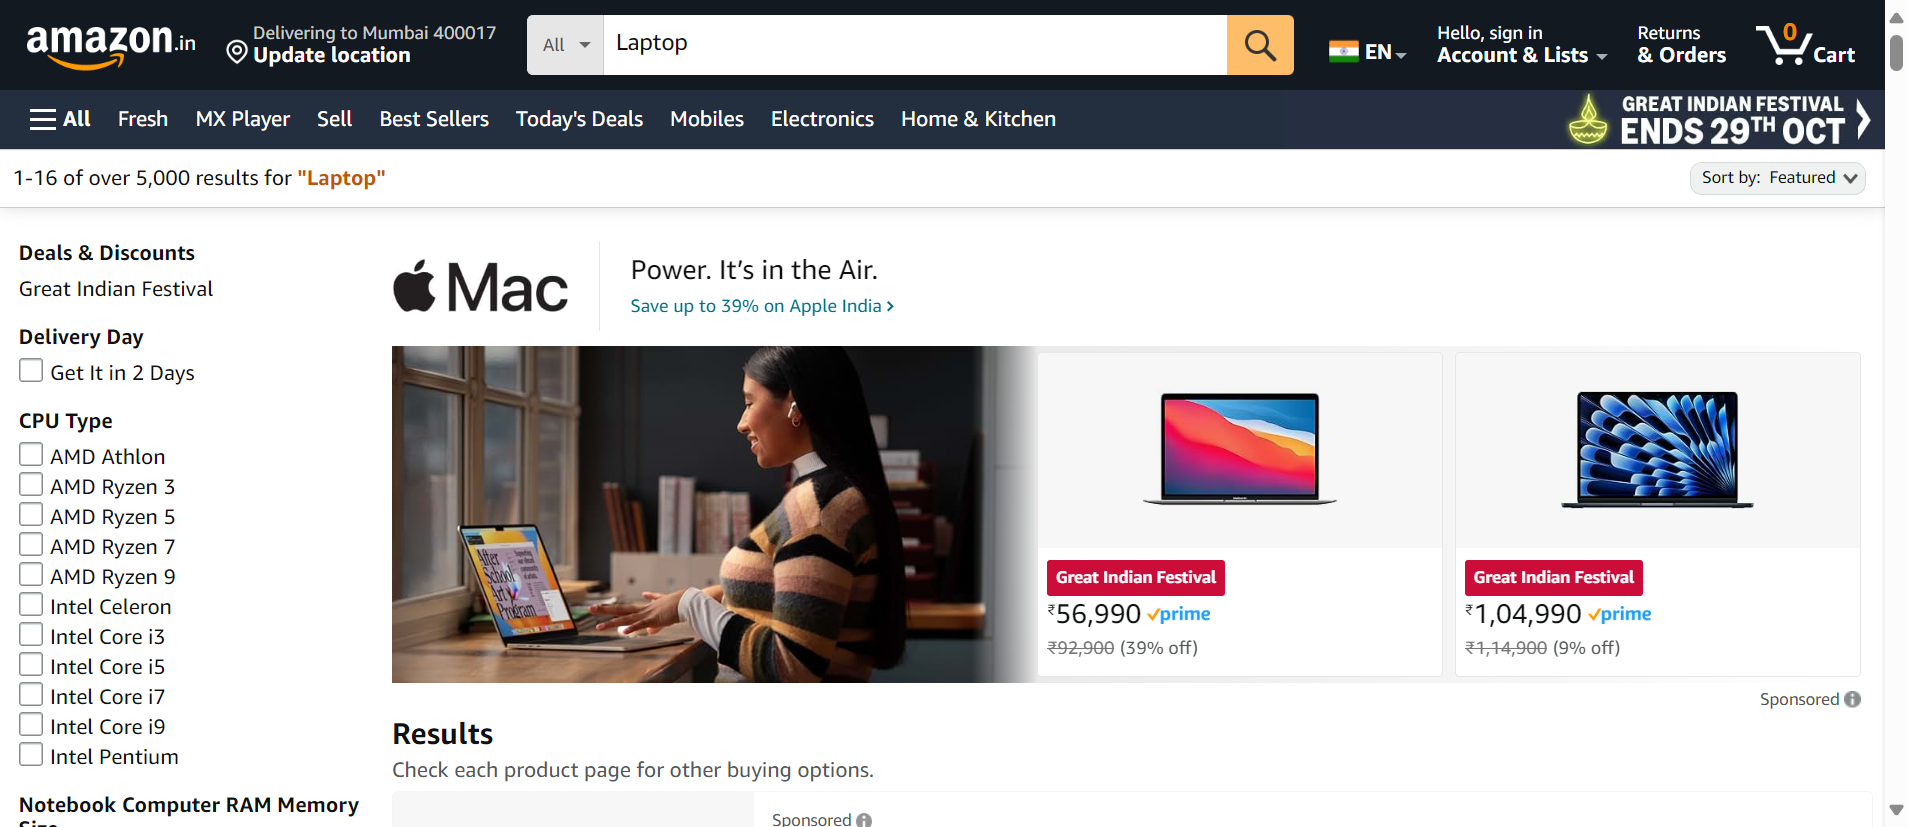 amazon.in
Delivering to Mumbai 400017
Update location
All
Laptop
EN
Hello, sign in
Account & Lists
Returns
& Orders
0
Cart
All
Fresh
MX Player
Sell
Best Sellers
Today's Deals
Mobiles
Electronics
Home & Kitchen
GREAT INDIAN FESTIVAL
ENDS 29TH OCT
1-16 of over 5,000 results for "Laptop"
Sort by: Featured
Deals & Discounts
Great Indian Festival
Delivery Day
Get It in 2 Days
CPU Type
AMD Athlon
AMD Ryzen 3
AMD Ryzen 5
AMD Ryzen 7
AMD Ryzen 9
Intel Celeron
Intel Core i3
Intel Core i5
Intel Core i7
Intel Core i9
Intel Pentium
Notebook Computer RAM Memory
Size
Mac
Power. It's in the Air.
Save up to 39% on Apple India
After
School
Art
Program
Great Indian Festival
₹56,990 prime
₹92,900 (39% off)
Great Indian Festival
₹1,04,990 prime
₹1,14,900 (9% off)
Sponsored
Results
Check each product page for other buying options.
Sponsored